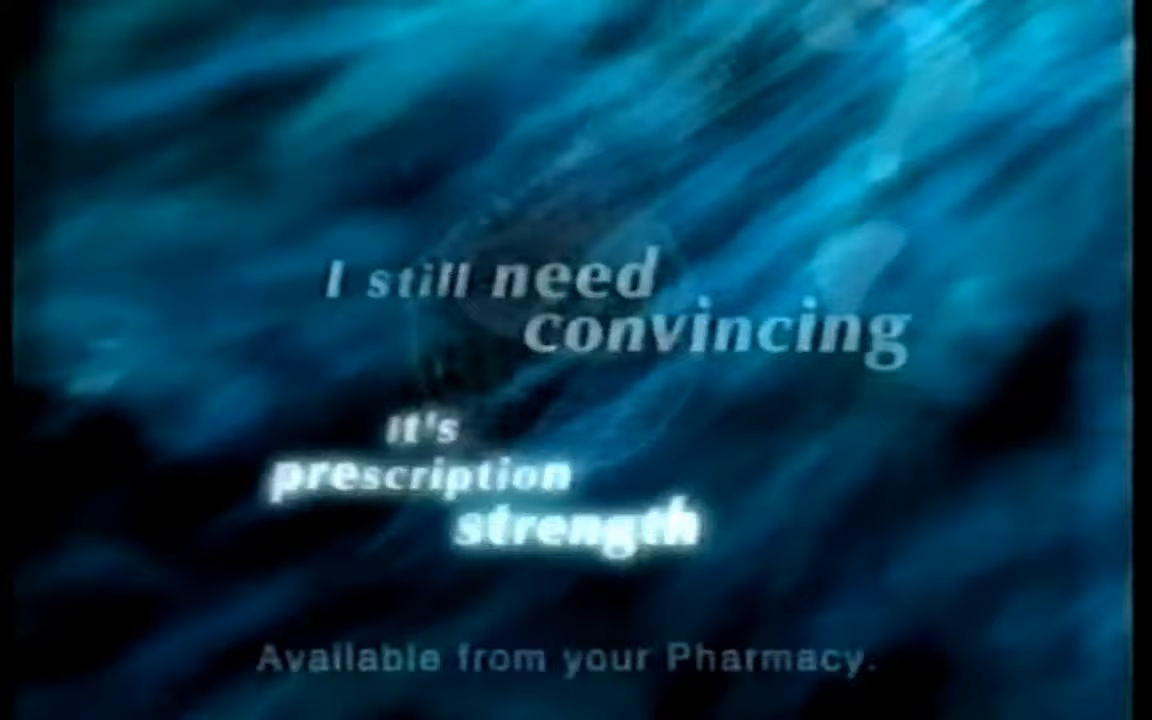 I still need
convincing
it's
prescription
strength
Available from your Pharmacy.